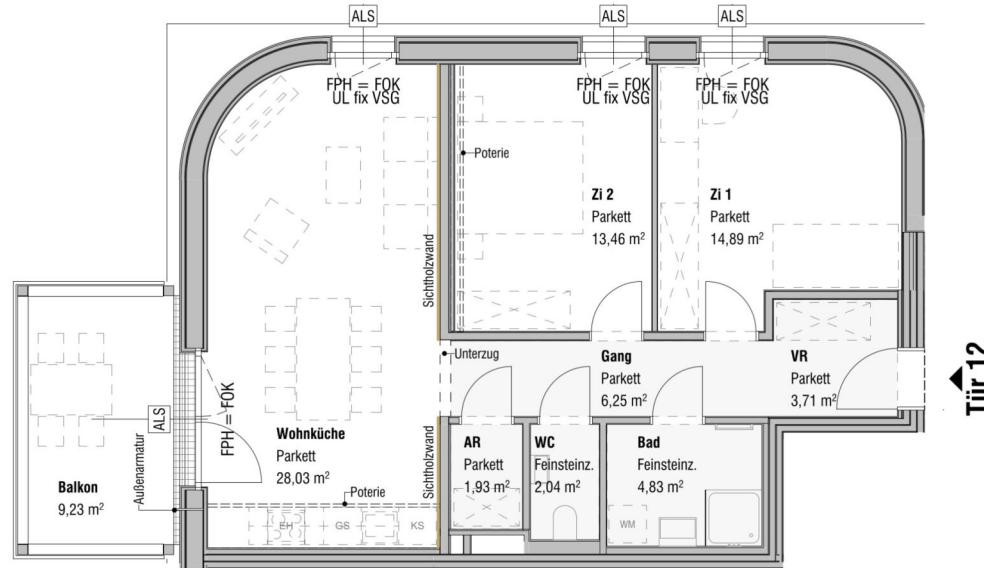 ALS
ALS
ALS
FPH = FOK
UL fix VSG
FPH = FOK
UL fix VSG
FPH = FOK
UL fix VSG
Poterie
Zi 2
Parkett
13,46 m²
Zi 1
Parkett
14,89 m²
Sichtholzwand
Unterzug
Gang
Parkett
6,25 m²
VR
Parkett
3,71 m²
Tür 12
ALS
FPH = FOK
Wohnküche
Parkett
28,03 m²
Sichtholzwand
AR
Parkett
1,93 m²
WC
Feinsteinz.
2,04 m²
Bad
Feinsteinz.
4,83 m²
Balkon
9,23 m²
Außenarmatur
Poterie
EH
GS
KS
WM